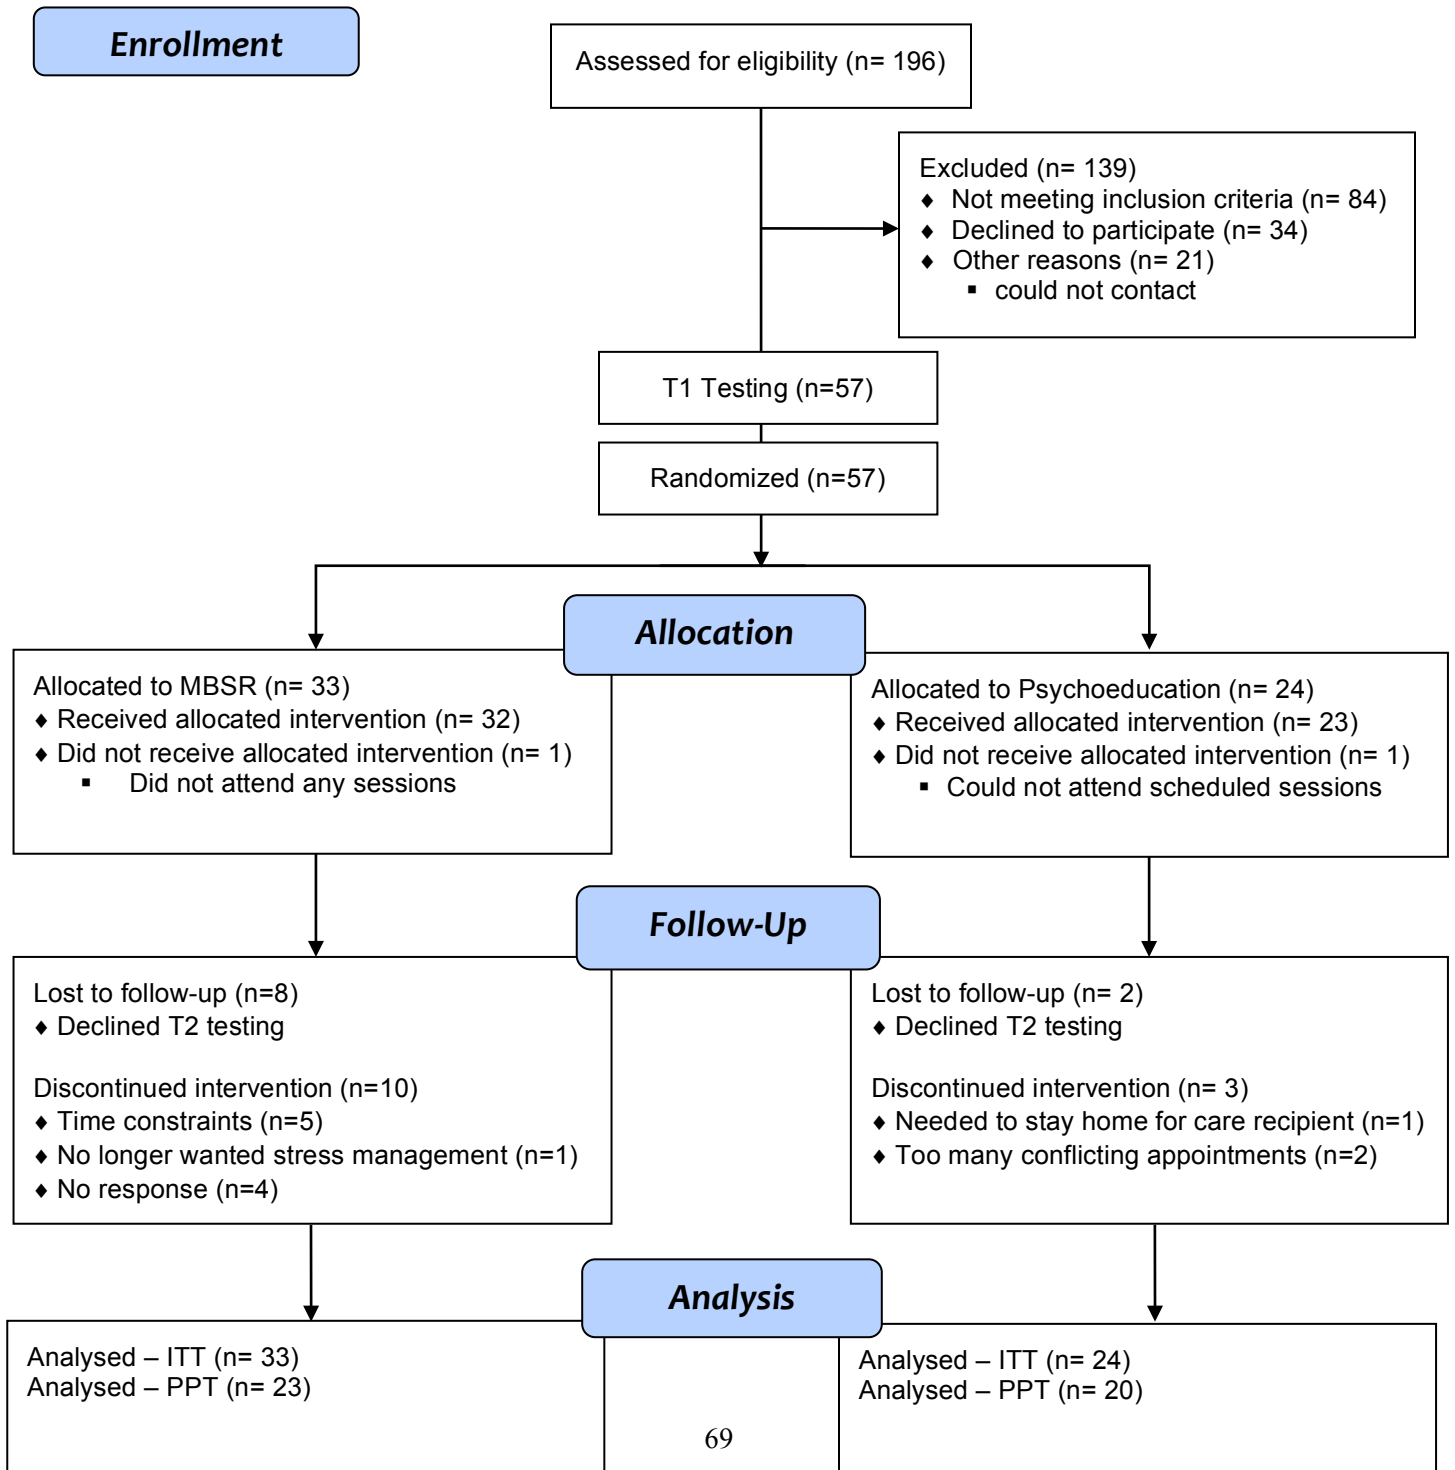 Enrollment
Assessed for eligibility (n= 196)
Excluded (n= 139)
♦ Not meeting inclusion criteria (n= 84)
♦ Declined to participate (n= 34)
♦ Other reasons (n= 21)
▪ could not contact
T1 Testing (n=57)
Randomized (n=57)
Allocation
Allocated to MBSR (n= 33)
♦ Received allocated intervention (n= 32)
♦ Did not receive allocated intervention (n= 1)
▪ Did not attend any sessions
Allocated to Psychoeducation (n= 24)
♦ Received allocated intervention (n= 23)
♦ Did not receive allocated intervention (n= 1)
▪ Could not attend scheduled sessions
Follow-Up
Lost to follow-up (n=8)
♦ Declined T2 testing
Discontinued intervention (n=10)
♦ Time constraints (n=5)
♦ No longer wanted stress management (n=1)
♦ No response (n=4)
Lost to follow-up (n= 2)
♦ Declined T2 testing
Discontinued intervention (n= 3)
♦ Needed to stay home for care recipient (n=1)
♦ Too many conflicting appointments (n=2)
Analysis
Analysed – ITT (n= 33)
Analysed – PPT (n= 23)
Analysed – ITT (n= 24)
Analysed – PPT (n= 20)
69